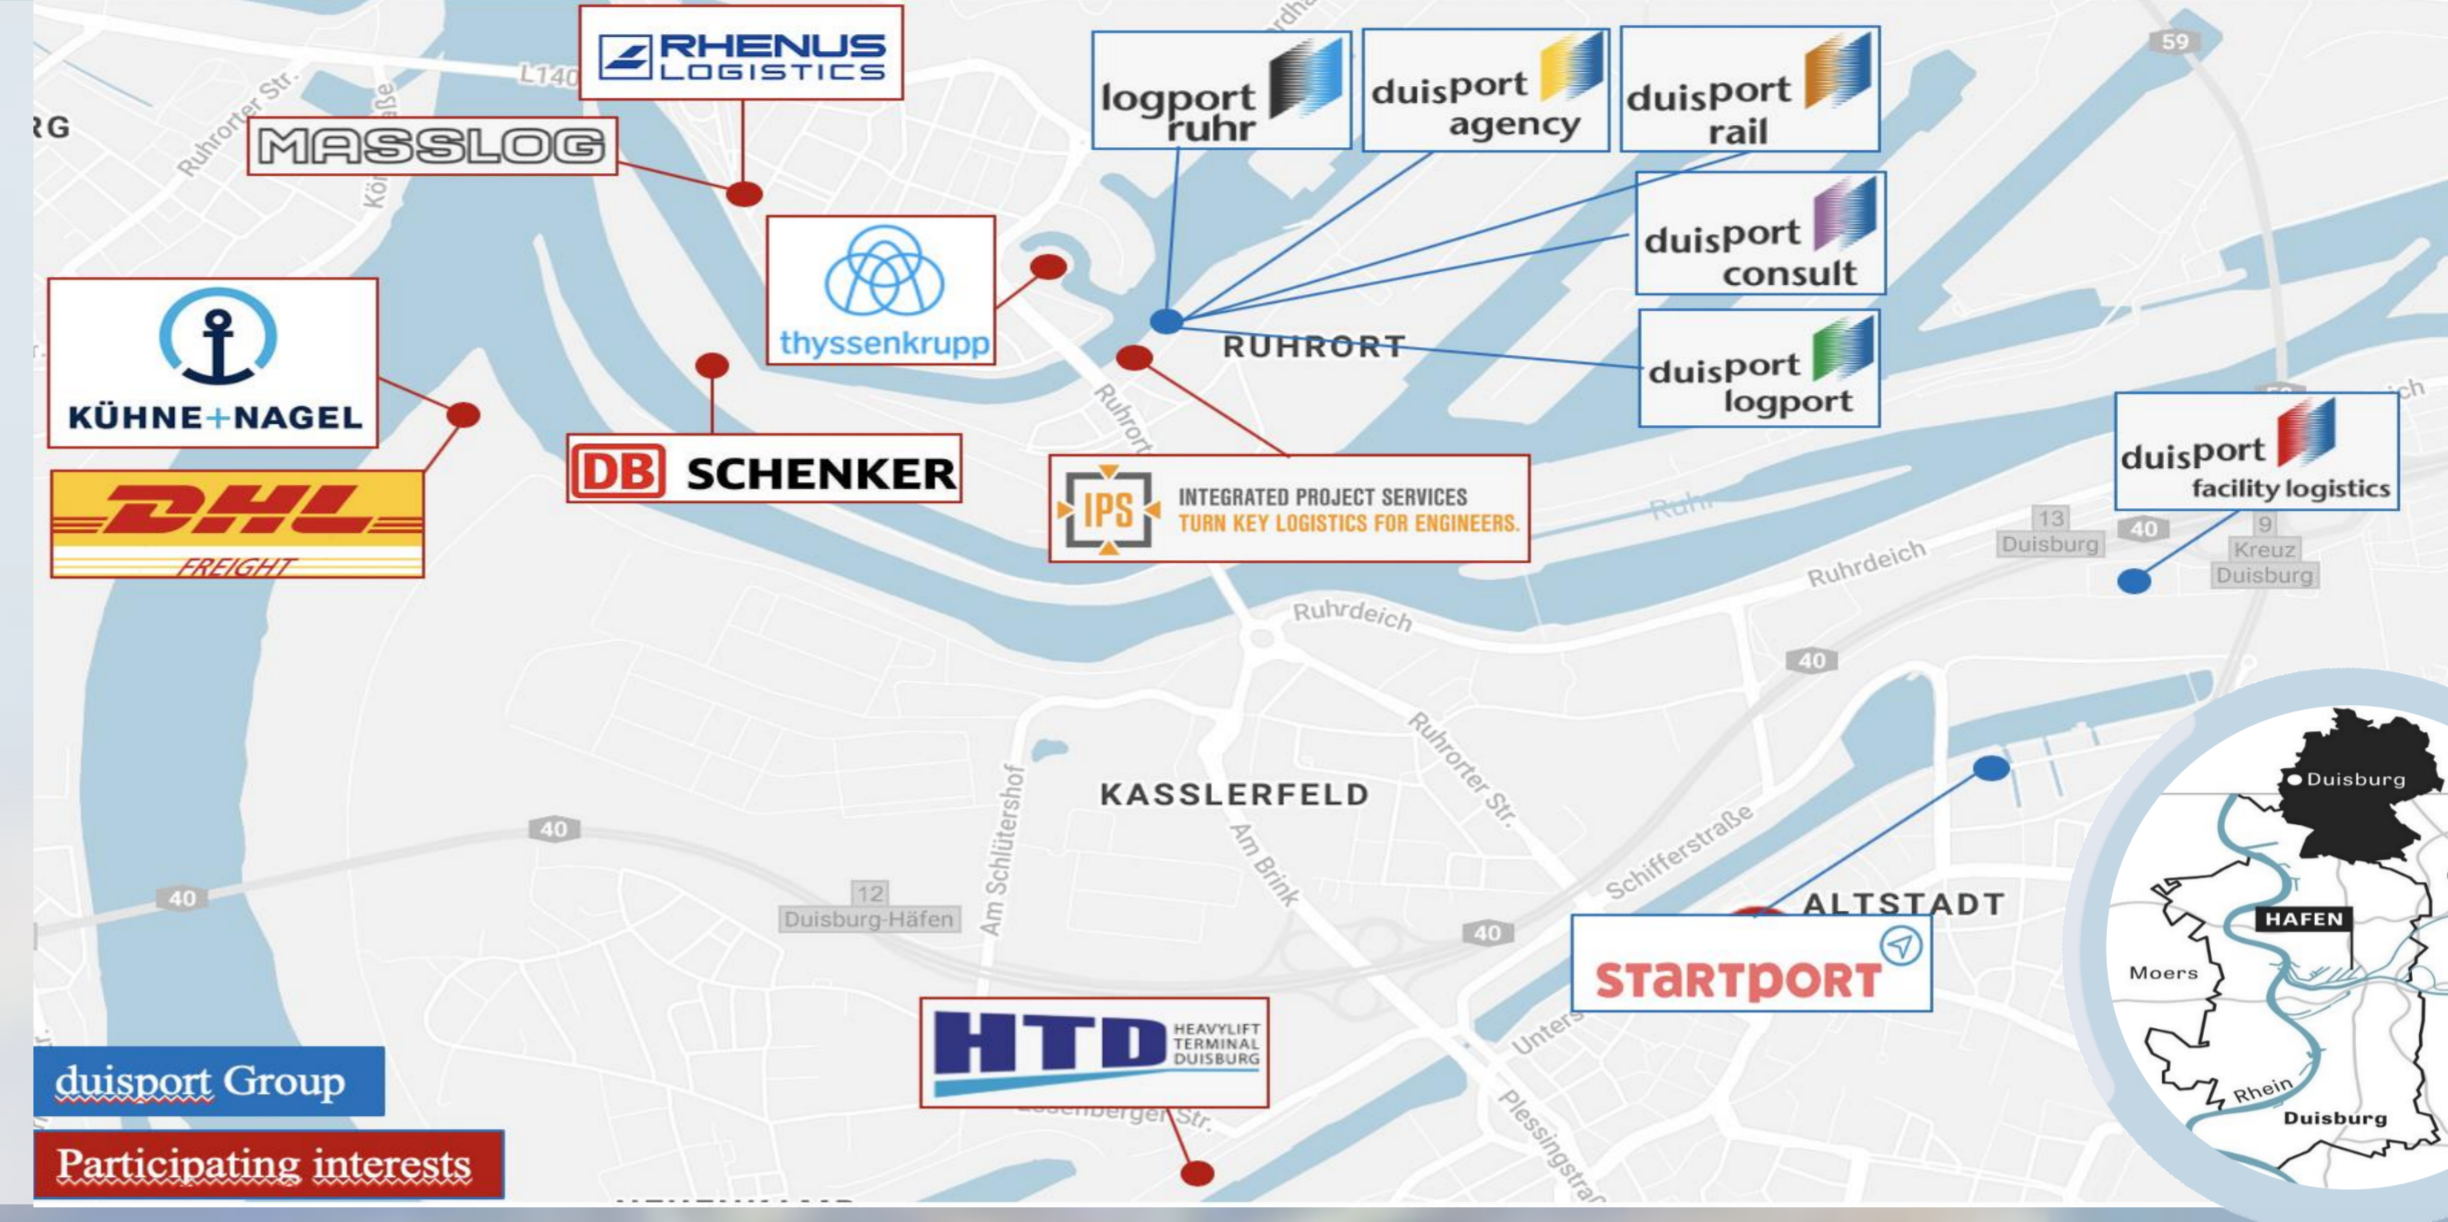 RHENUS
LOGISTICS
L140
MASSLOG
Ruhrorter Str.
logport
ruhr
duisport
agency
duisport
rail
59
duisport
consult
thyssenkrupp
KÜHNE+NAGEL
RUHRORT
duisport
logport
DB SCHENKER
DHL
FREIGHT
IPS
INTEGRATED PROJECT SERVICES
TURN KEY LOGISTICS FOR ENGINEERS.
Ruhr
duisport
facility logistics
13
Duisburg
40
9
Kreuz
Duisburg
Ruhrdeich
Ruhrdeich
40
Ruhrorter Str.
KASSLERFELD
Am Schlütershof
Am Brink
40
40
12
Duisburg-Häfen
40
Schifferstraße
ALTSTADT
STARTPORT
HTD
HEAVYLIFT
TERMINAL
DUISBURG
Duisburg
HAFEN
Moers
Rhein
Duisburg
duisport Group
Participating interests